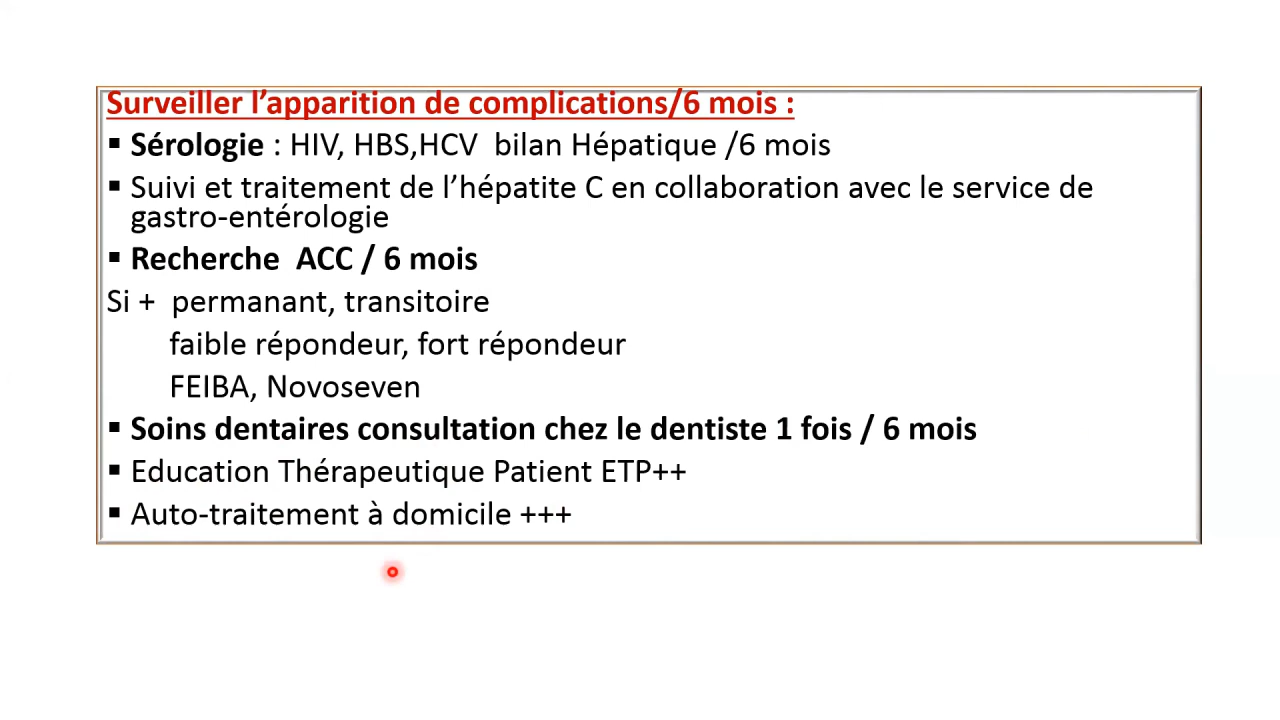 Surveiller l’apparition de complications/6 mois :
▪ Sérologie : HIV, HBS,HCV bilan Hépatique /6 mois
▪ Suivi et traitement de l’hépatite C en collaboration avec le service de
gastro-entérologie
▪ Recherche ACC / 6 mois
Si + permanant, transitoire
faible répondeur, fort répondeur
FEIBA, Novoseven
▪ Soins dentaires consultation chez le dentiste 1 fois / 6 mois
▪ Education Thérapeutique Patient ETP++
▪ Auto-traitement à domicile +++